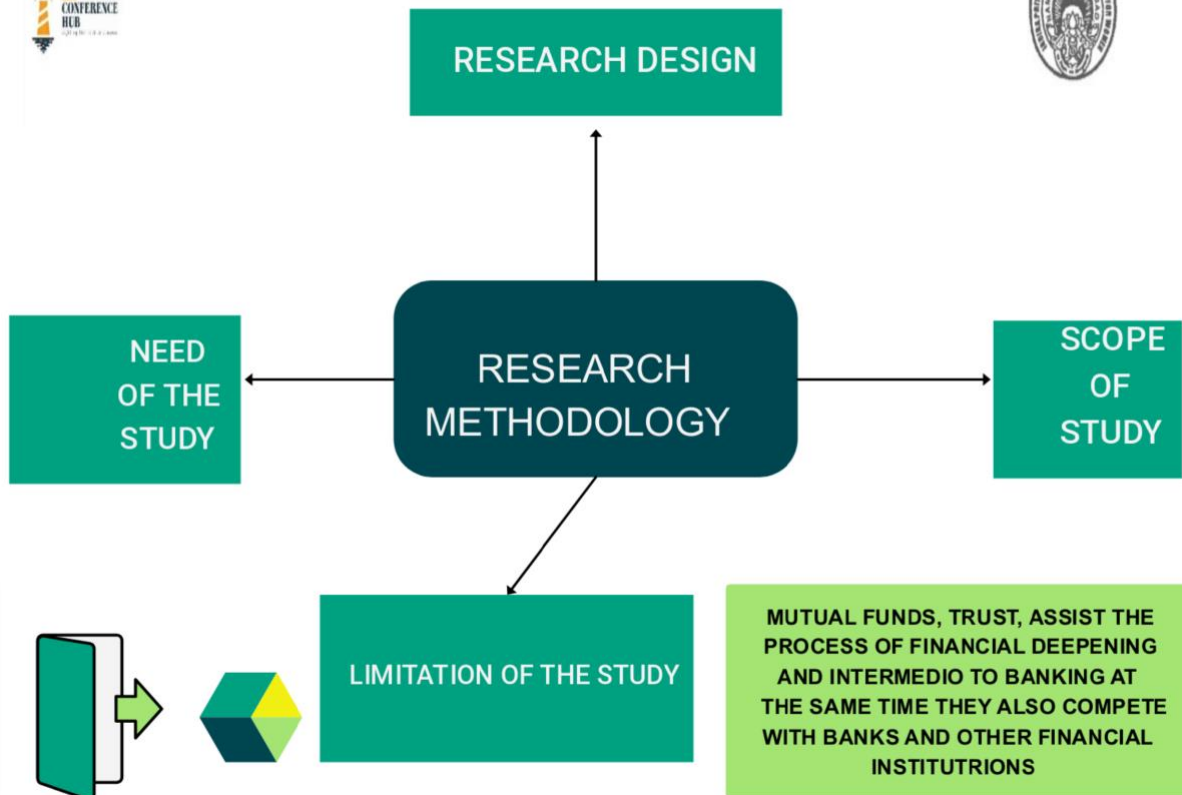 CONFERENCE
HUB
RESEARCH DESIGN
NEED
OF THE
STUDY
RESEARCH
METHODOLOGY
SCOPE
OF
STUDY
LIMITATION OF THE STUDY
MUTUAL FUNDS, TRUST, ASSIST THE
PROCESS OF FINANCIAL DEEPENING
AND INTERMEDIO TO BANKING AT
THE SAME TIME THEY ALSO COMPETE
WITH BANKS AND OTHER FINANCIAL
INSTITUTRIONS